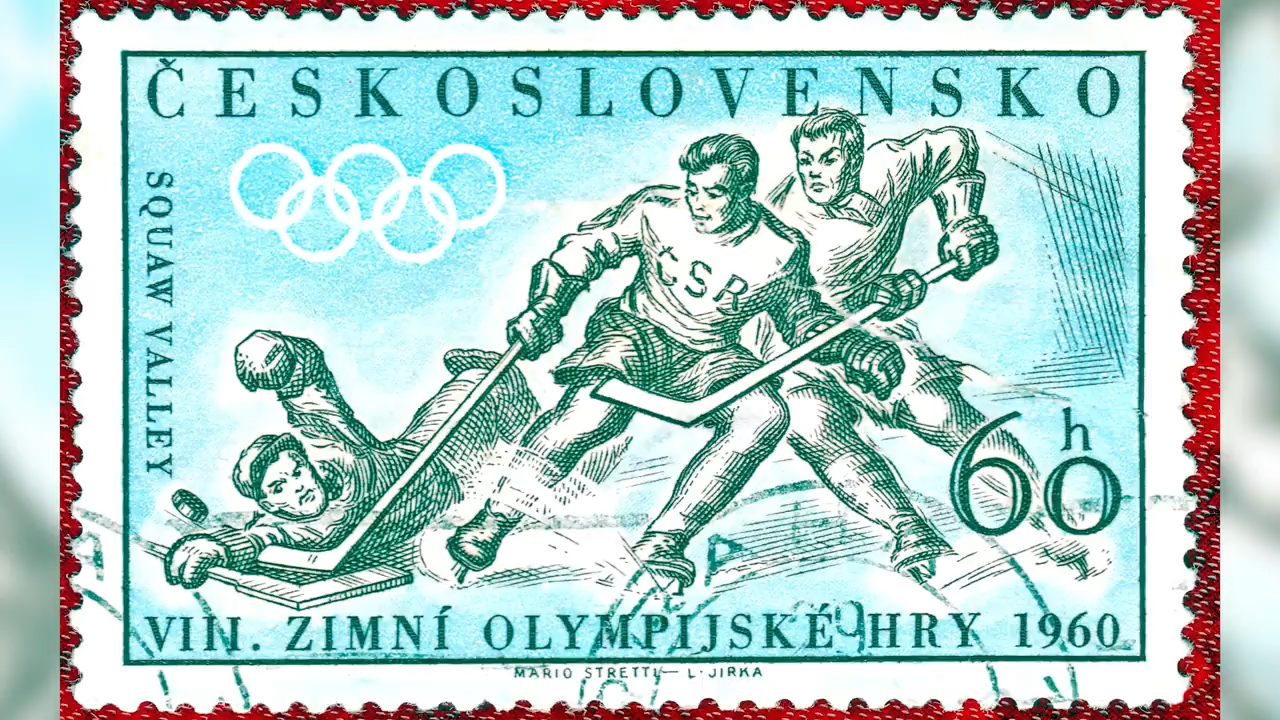 ČESKOSLOVENSKO
SQUAW VALLEY
ČSR
60 h
VIII. ZIMNÍ OLYMPIJSKÉ HRY 1960
MARIO STRETTI — L. JIRKA